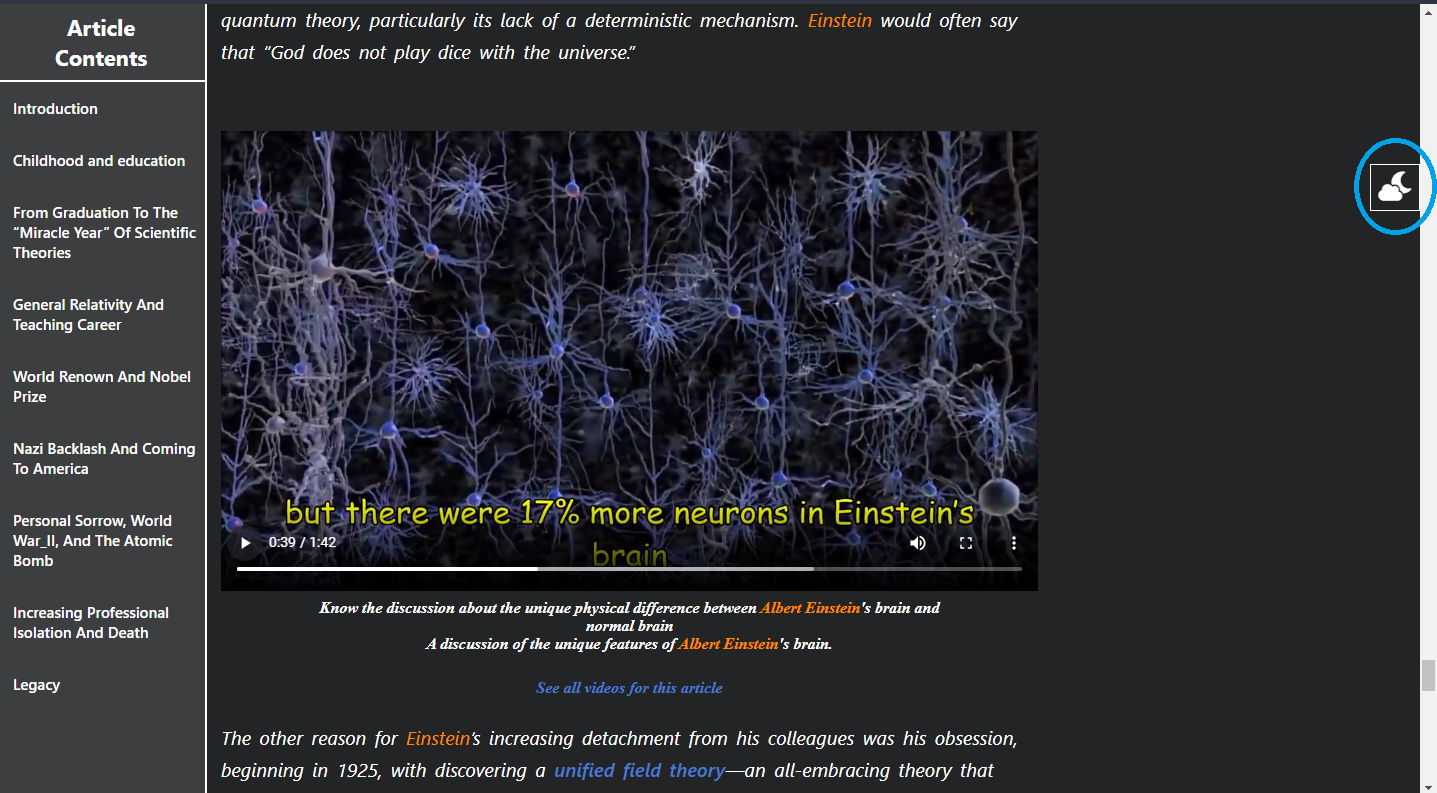 Article
Contents
Introduction
Childhood and education
From Graduation To The
“Miracle Year” Of Scientific
Theories
General Relativity And
Teaching Career
World Renown And Nobel
Prize
Nazi Backlash And Coming
To America
Personal Sorrow, World
War_II, And The Atomic
Bomb
Increasing Professional
Isolation And Death
Legacy
quantum theory, particularly its lack of a deterministic mechanism. Einstein would often say
that “God does not play dice with the universe.”
but there were 17% more neurons in Einstein's
brain
0:39 / 1:42
Know the discussion about the unique physical difference between Albert Einstein's brain and
normal brain
A discussion of the unique features of Albert Einstein's brain.
See all videos for this article
The other reason for Einstein’s increasing detachment from his colleagues was his obsession,
beginning in 1925, with discovering a unified field theory—an all-embracing theory that